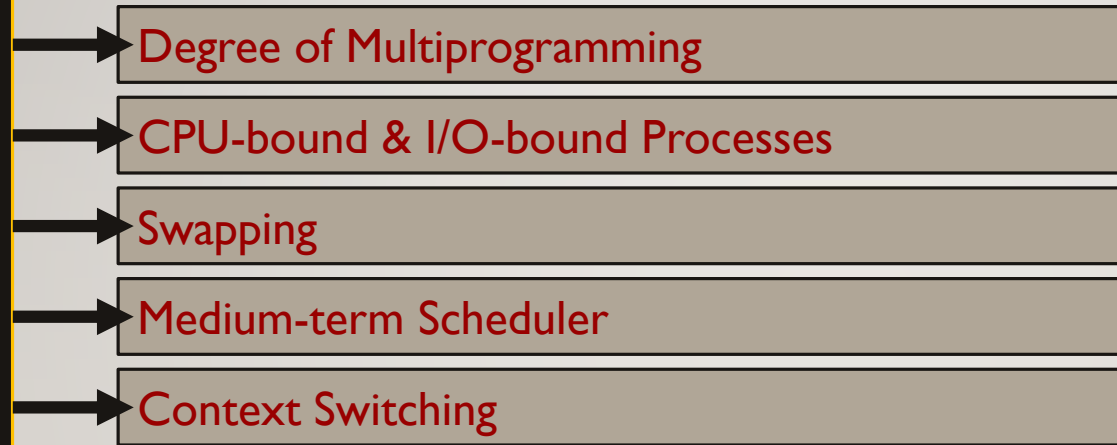 Degree of Multiprogramming
CPU-bound & I/O-bound Processes
Swapping
Medium-term Scheduler
Context Switching